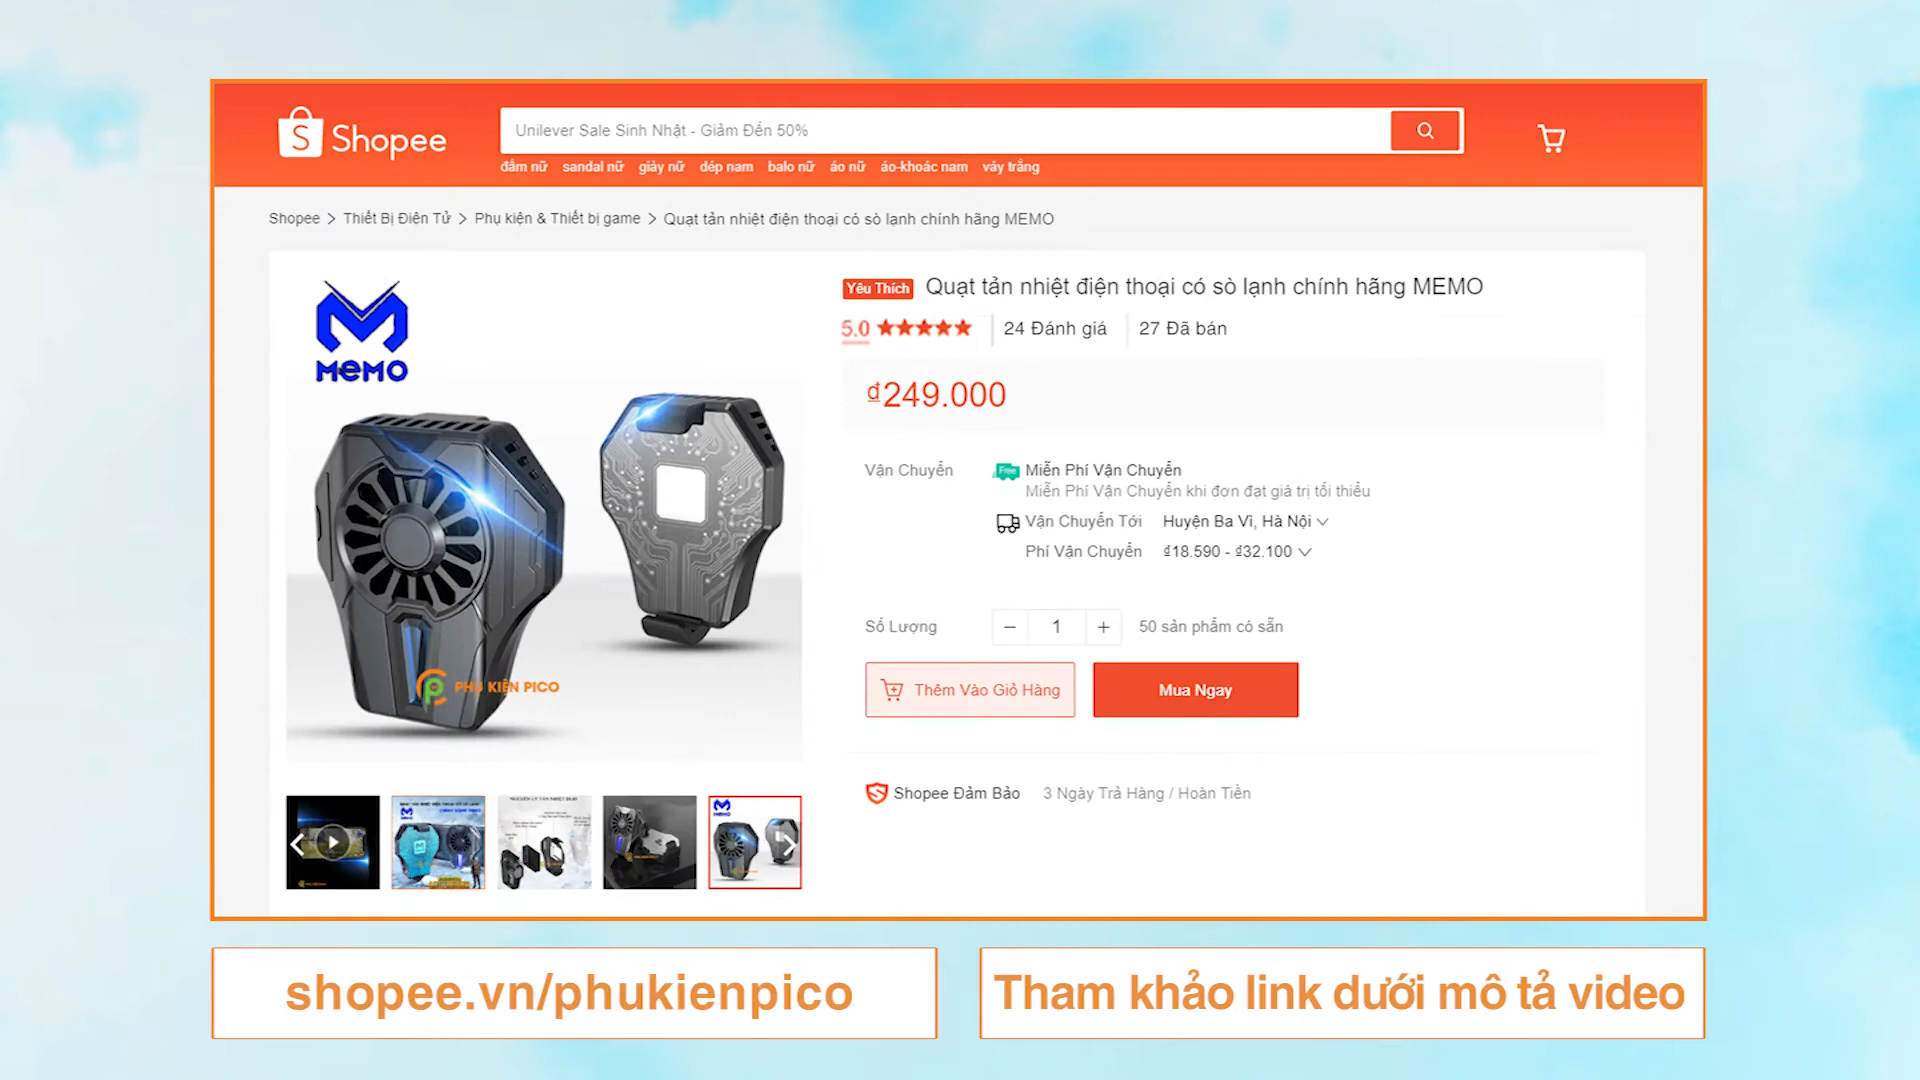 Shopee
Unilever Sale Sinh Nhật - Giảm Đến 50%
đầm nữ sandal nữ giày nữ dép nam balo nữ áo nữ áo-khoác nam váy trắng
Shopee > Thiết Bị Điện Tử > Phụ kiện & Thiết bị game > Quạt tản nhiệt điện thoại có sò lạnh chính hãng MEMO
MEMO
PHỤ KIỆN PICO
Yêu Thích Quạt tản nhiệt điện thoại có sò lạnh chính hãng MEMO
5.0 24 Đánh giá 27 Đã bán
₫249.000
Vận Chuyển Free Miễn Phí Vận Chuyển
Miễn Phí Vận Chuyển khi đơn đạt giá trị tối thiểu
Vận Chuyển Tới Huyện Ba Vì, Hà Nội
Phí Vận Chuyển ₫18.590 - ₫32.100
Số Lượng − 1 + 50 sản phẩm có sẵn
Thêm Vào Giỏ Hàng Mua Ngay
Shopee Đảm Bảo 3 Ngày Trả Hàng / Hoàn Tiền
MEMO
shopee.vn/phukienpico
Tham khảo link dưới mô tả video